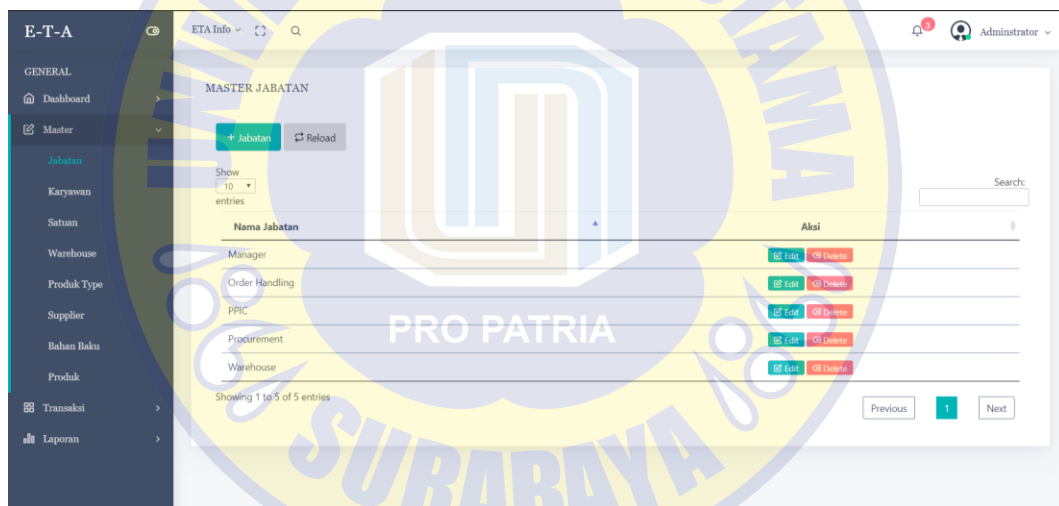 E-T-A
ETA Info
3
Adminstrator
GENERAL
Dashboard
Master
Jabatan
Karyawan
Satuan
Warehouse
Produk Type
Supplier
Bahan Baku
Produk
Transaksi
Laporan
MASTER JABATAN
+ Jabatan
Reload
Show
10
entries
Search:
Nama Jabatan Aksi
Manager Edit Delete
Order Handling Edit Delete
PPIC Edit Delete
Procurement Edit Delete
Warehouse Edit Delete
Showing 1 to 5 of 5 entries
Previous 1 Next
PRO PATRIA
SURABAYA